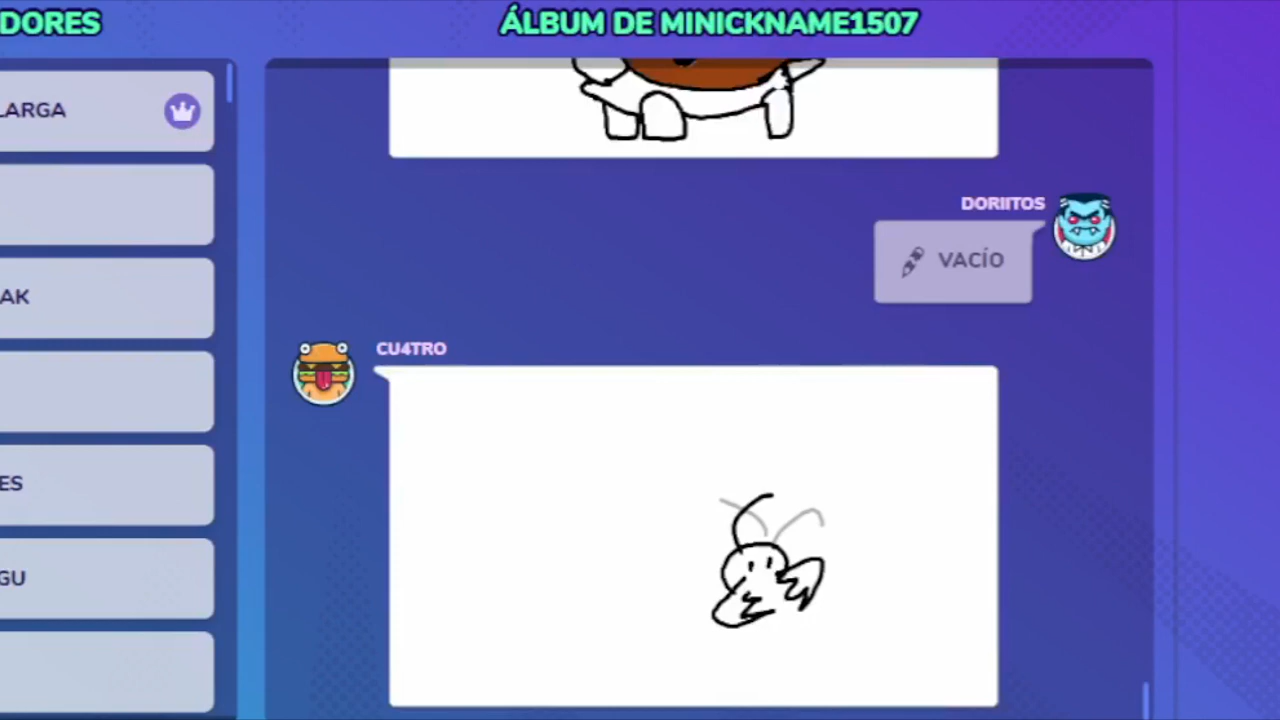 DORES
ÁLBUM DE MINICKNAME1507
LARGA
AK
ES
GU
DORIITOS
VACÍO
CU4TRO